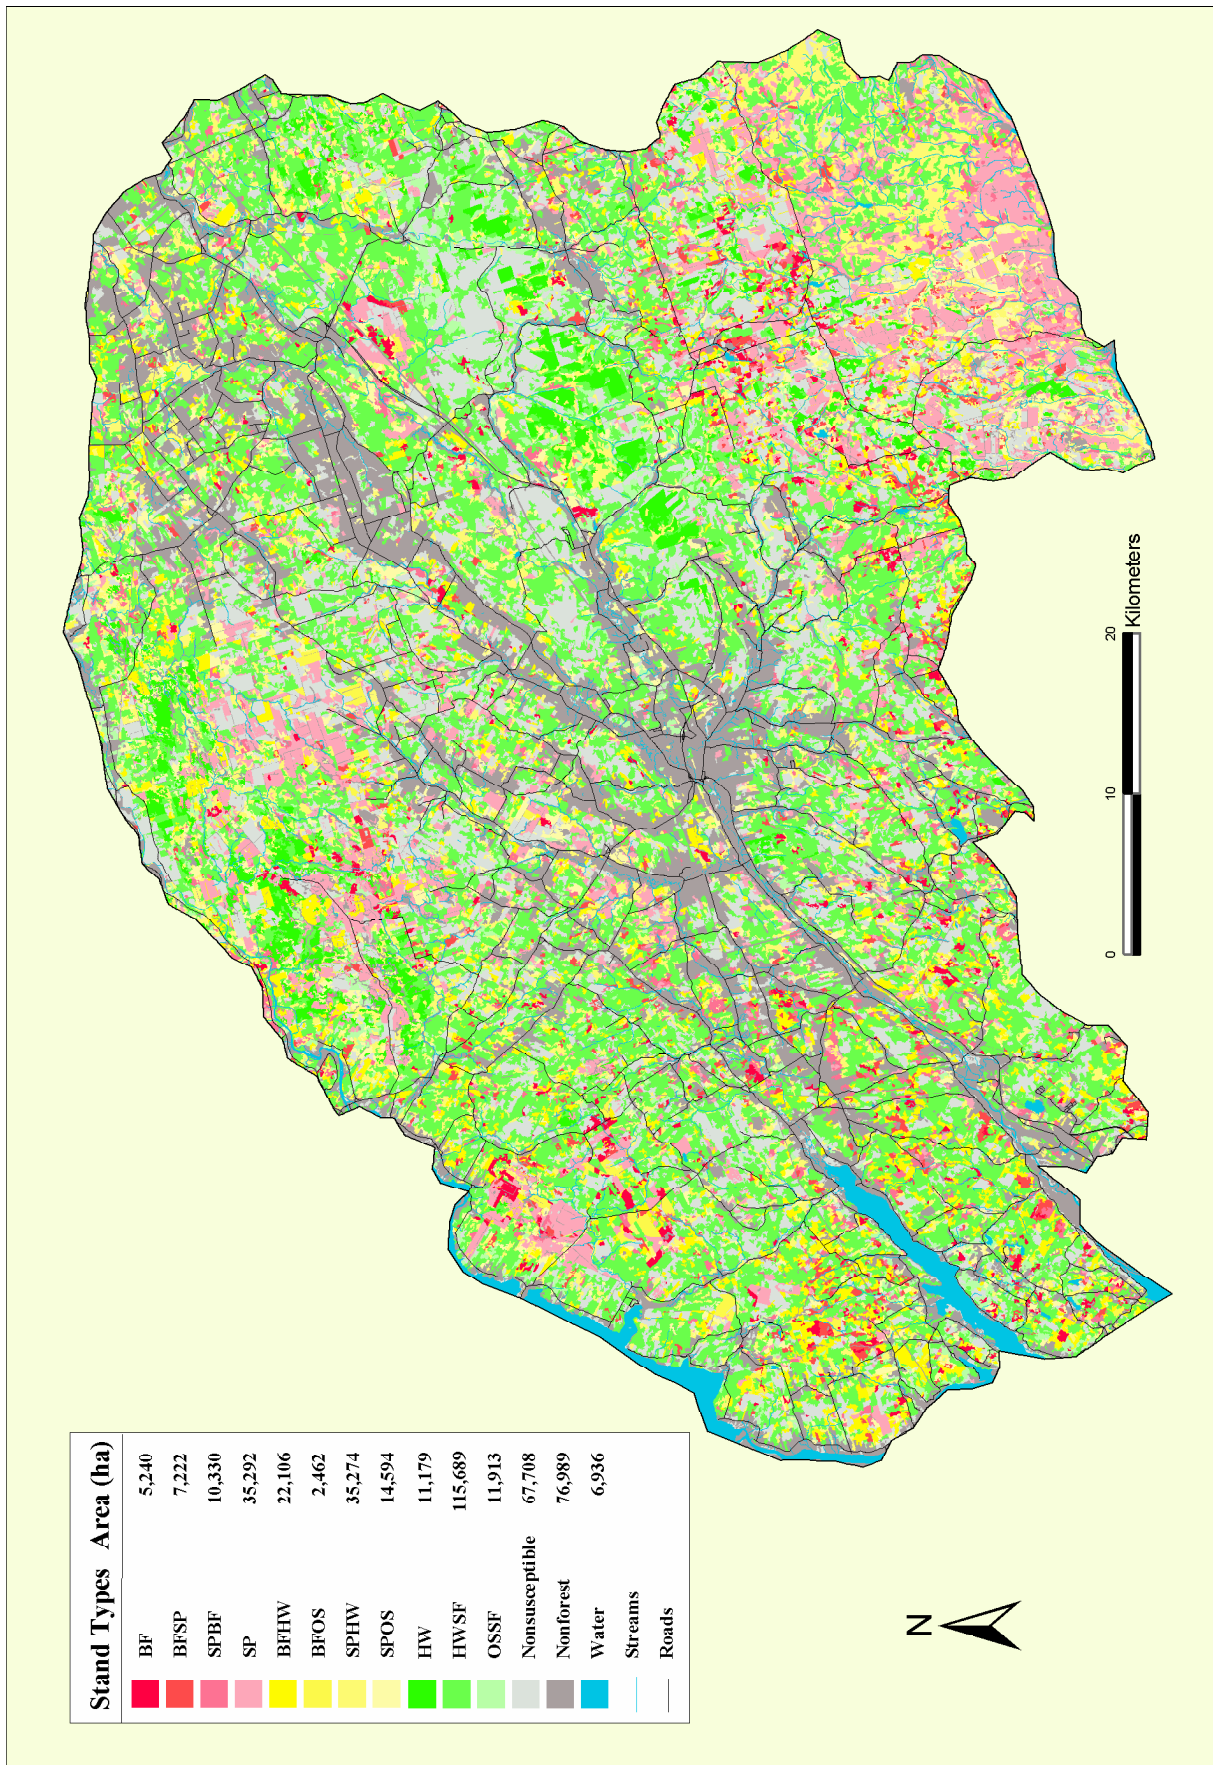 Stand Types Area (ha)
BF 5,240
BFSP 7,222
SPBF 10,330
SP 35,292
BFHW 22,106
BFOS 2,462
SPHW 35,274
SPOS 14,594
HW 11,179
HWSF 115,689
OSSF 11,913
Nonsusceptible 67,708
Nonforest 76,989
Water 6,936
Streams
Roads
N
0 10 20
Kilometers